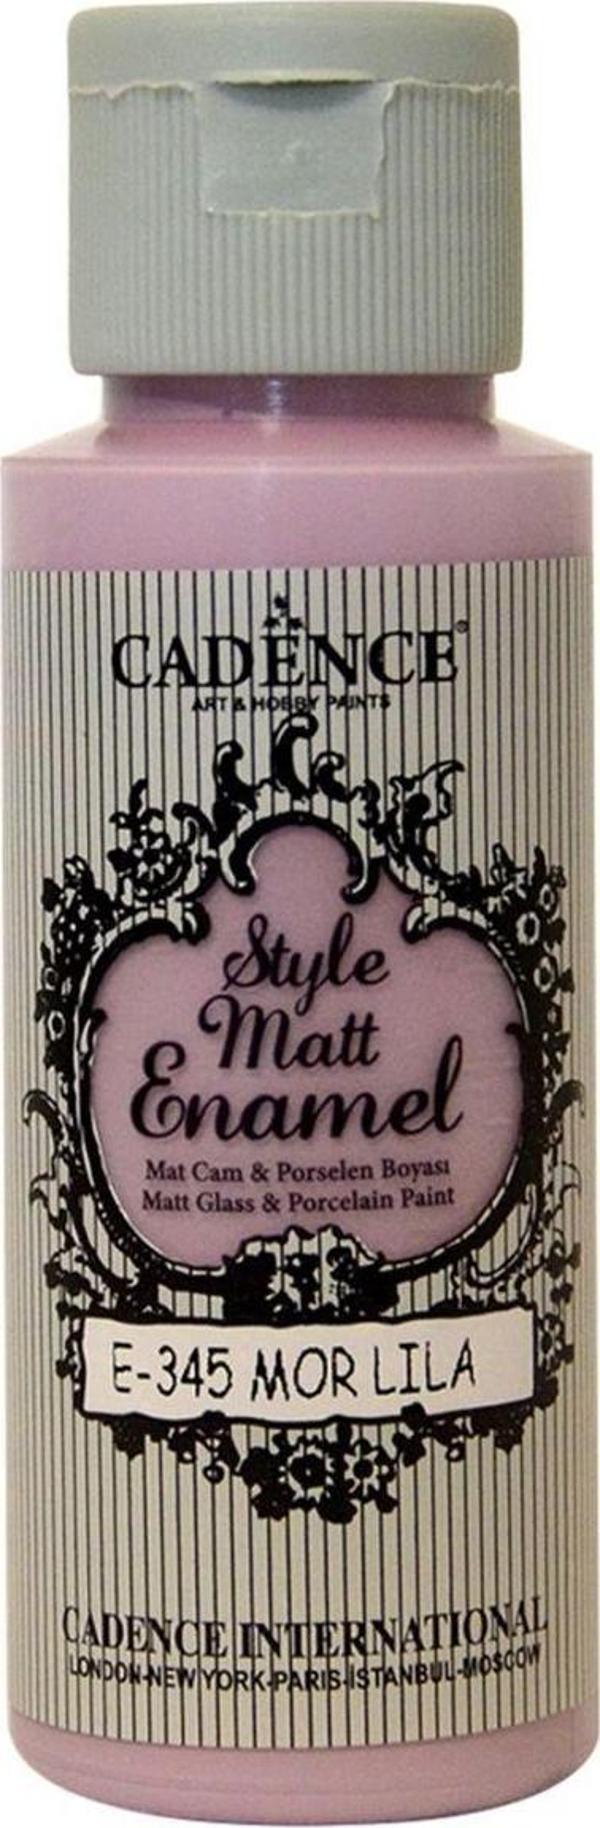 CADENCE®
ART & HOBBY PAINTS
Style
Matt
Enamel
Mat Cam & Porselen Boyası
Matt Glass & Porcelain Paint
E-345 MOR LILA
CADENCE INTERNATIONAL
LONDON-NEW YORK-PARIS-İSTANBUL-MOSCOW